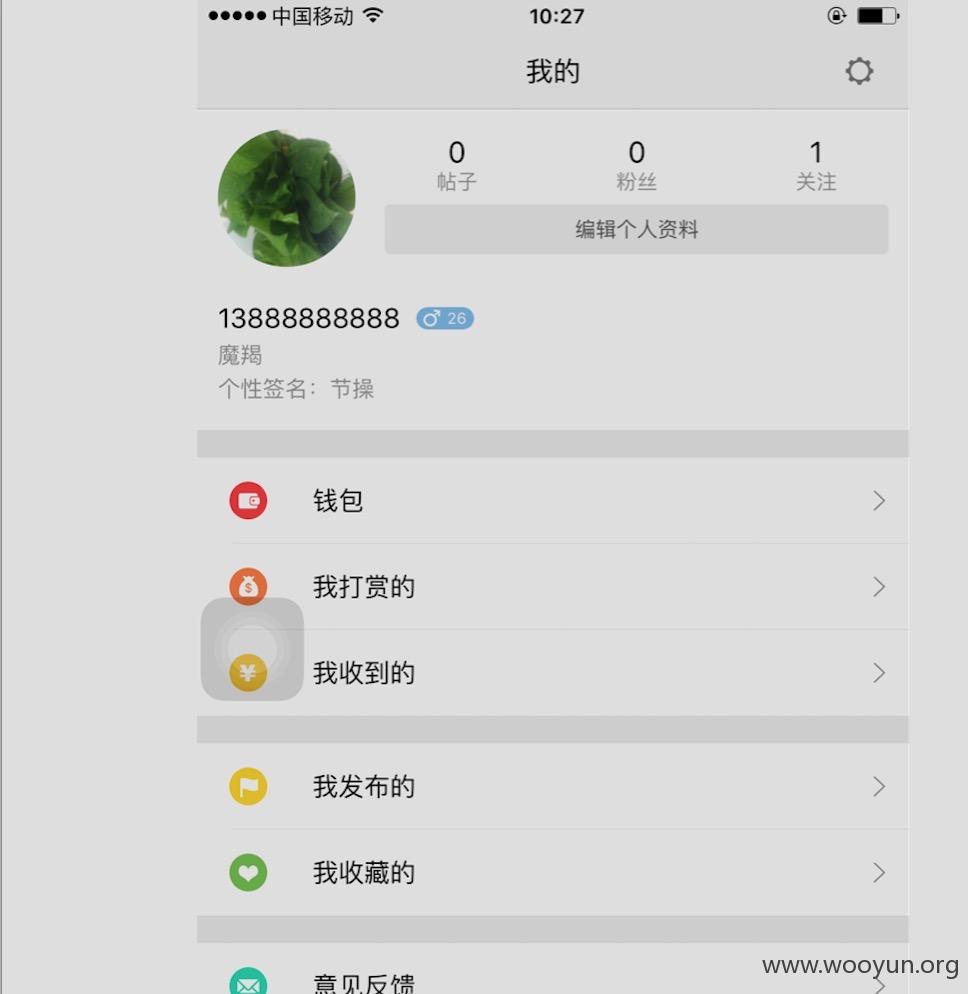 中国移动 10:27
我的
0 0 1
帖子 粉丝 关注
编辑个人资料
13888888888 26
魔羯
个性签名：节操
钱包
我打赏的
我收到的
我发布的
我收藏的
意见反馈
www.wooyun.org